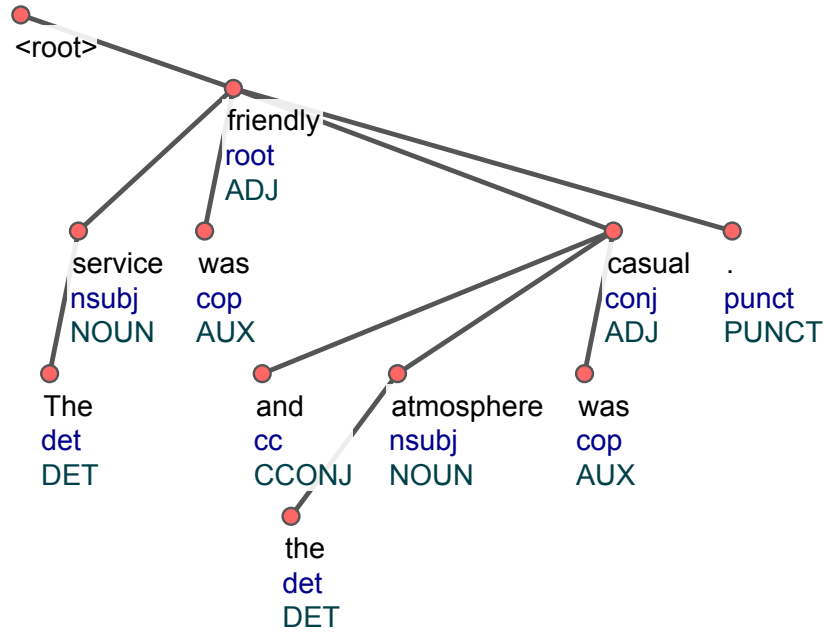 <root>
friendly
root
ADJ
service was casual .
nsubj cop conj punct
NOUN AUX ADJ PUNCT
The and atmosphere was
det cc nsubj cop
DET CCONJ NOUN AUX
the
det
DET